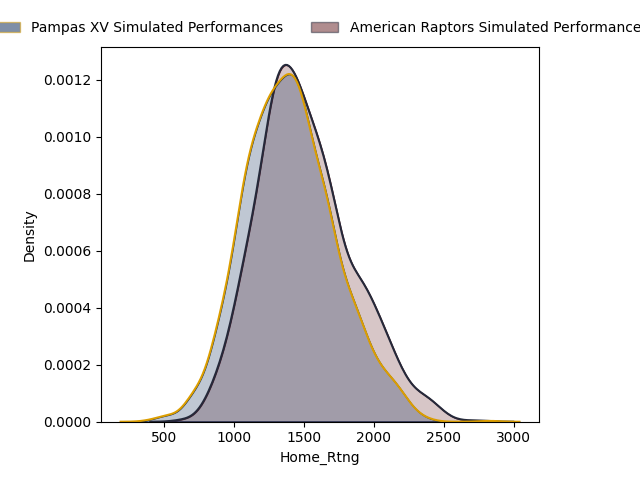 Pampas XV Simulated Performances
American Raptors Simulated Performance
0.0012
0.0010
0.0008
0.0006
0.0004
0.0002
0.0000
Density
500 1000 1500 2000 2500 3000
Home_Rtng